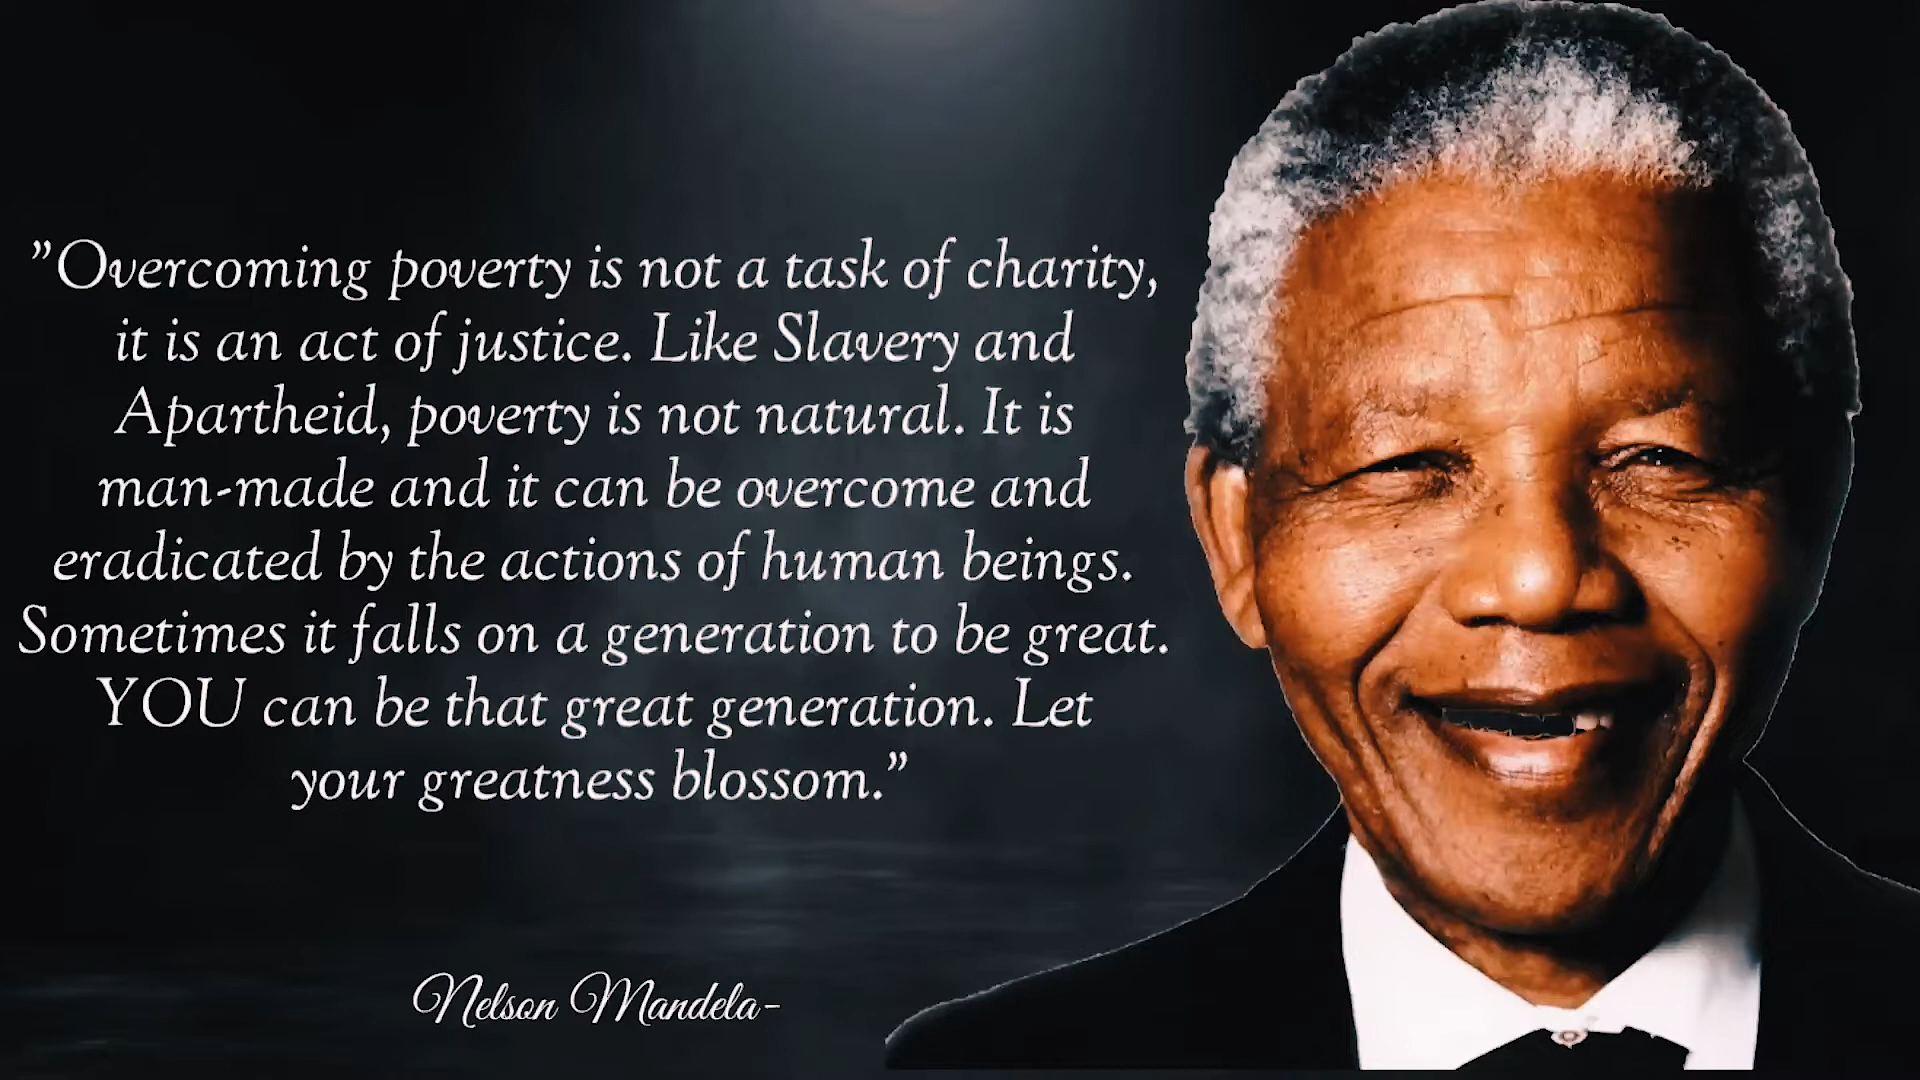 ”Overcoming poverty is not a task of charity,
it is an act of justice. Like Slavery and
Apartheid, poverty is not natural. It is
man-made and it can be overcome and
eradicated by the actions of human beings.
Sometimes it falls on a generation to be great.
YOU can be that great generation. Let
your greatness blossom.”
Nelson Mandela-